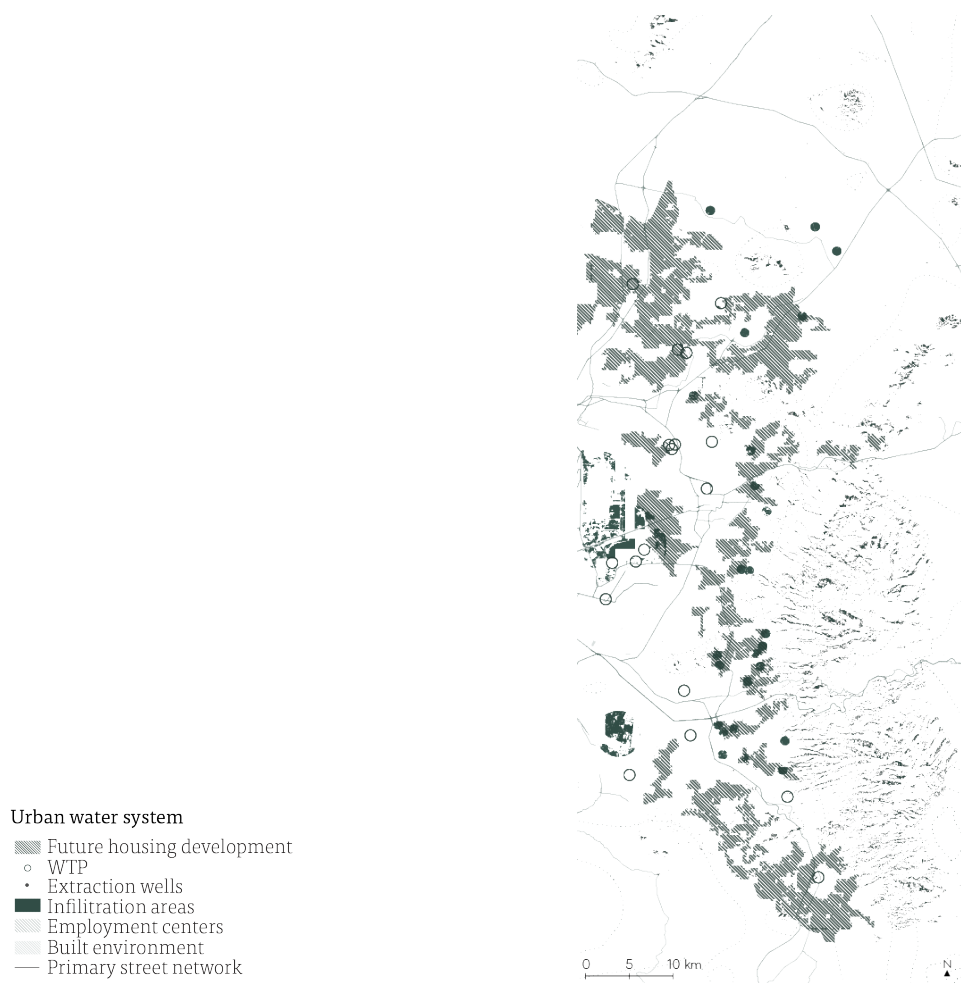 Urban water system
Future housing development
WTP
Extraction wells
Infilitration areas
Employment centers
Built environment
Primary street network
0 5 10 km
N